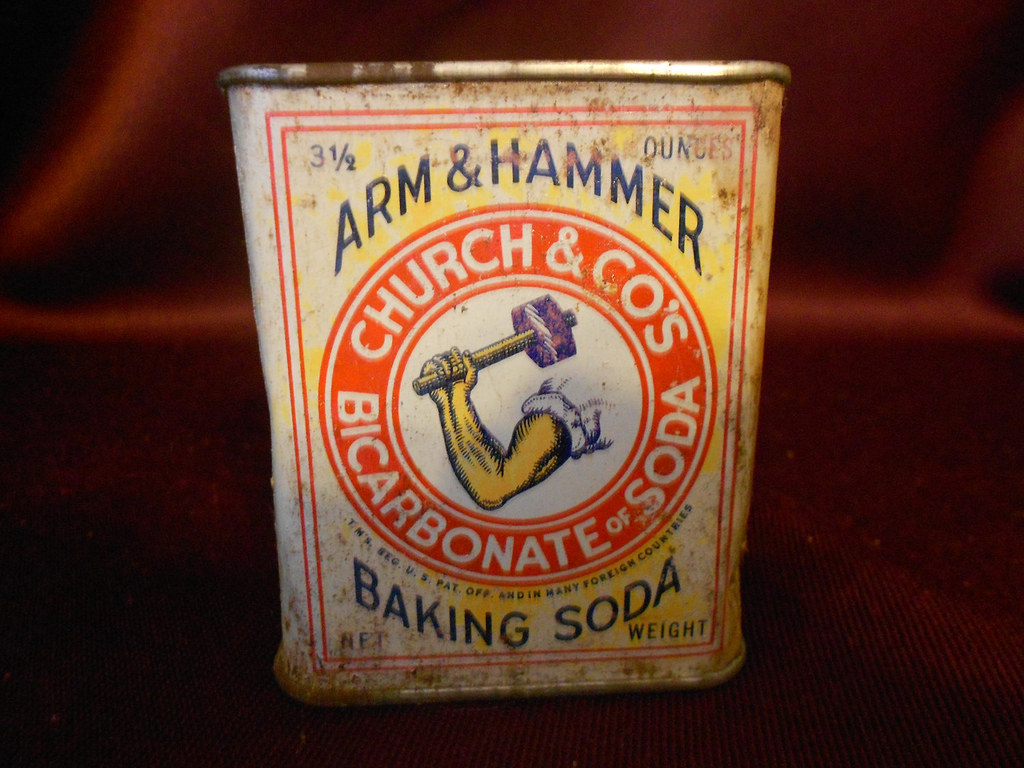 3½ OUNCES
ARM & HAMMER
CHURCH & CO'S
BICARBONATE OF SODA
T.M'S. REG. U.S. PAT. OFF. AND IN MANY FOREIGN COUNTRIES
BAKING SODA
NET WEIGHT